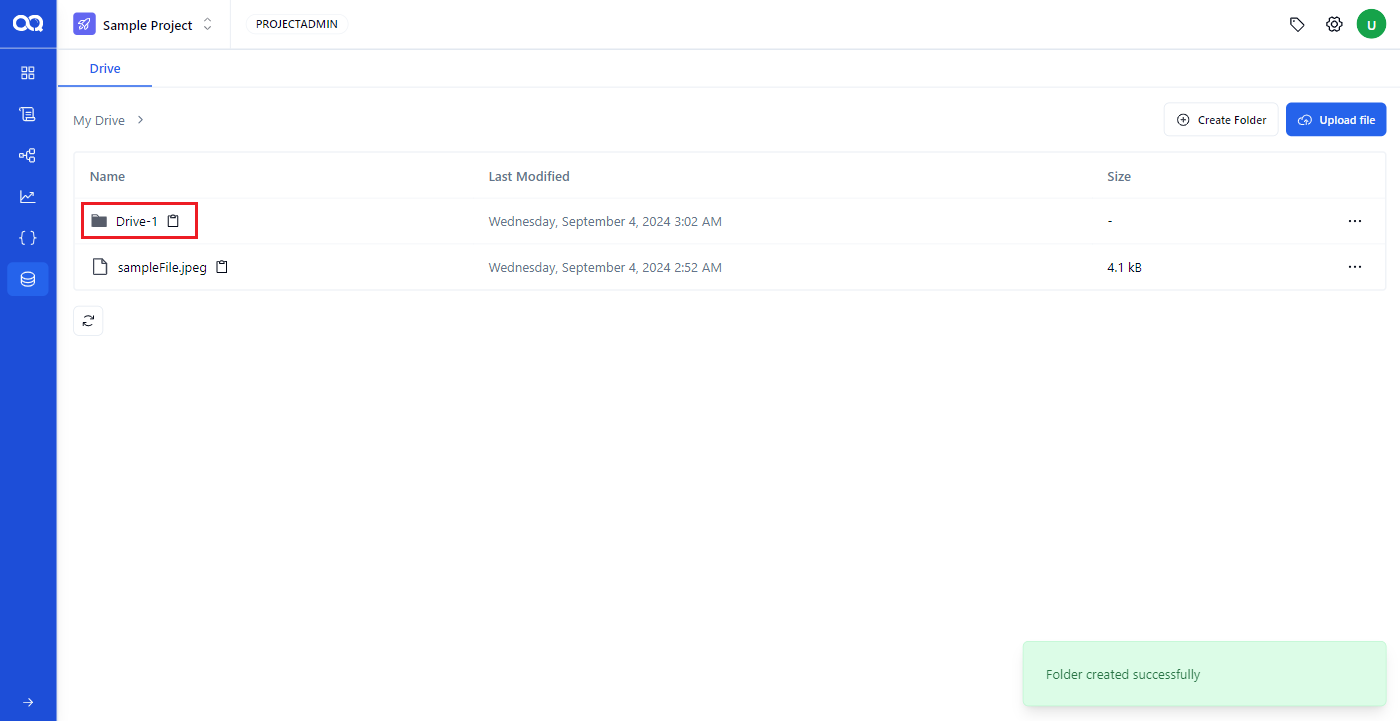 Sample Project
PROJECTADMIN
U
Drive
My Drive
Create Folder
Upload file
Name Last Modified Size
Drive-1 Wednesday, September 4, 2024 3:02 AM -
sampleFile.jpeg Wednesday, September 4, 2024 2:52 AM 4.1 kB
Folder created successfully